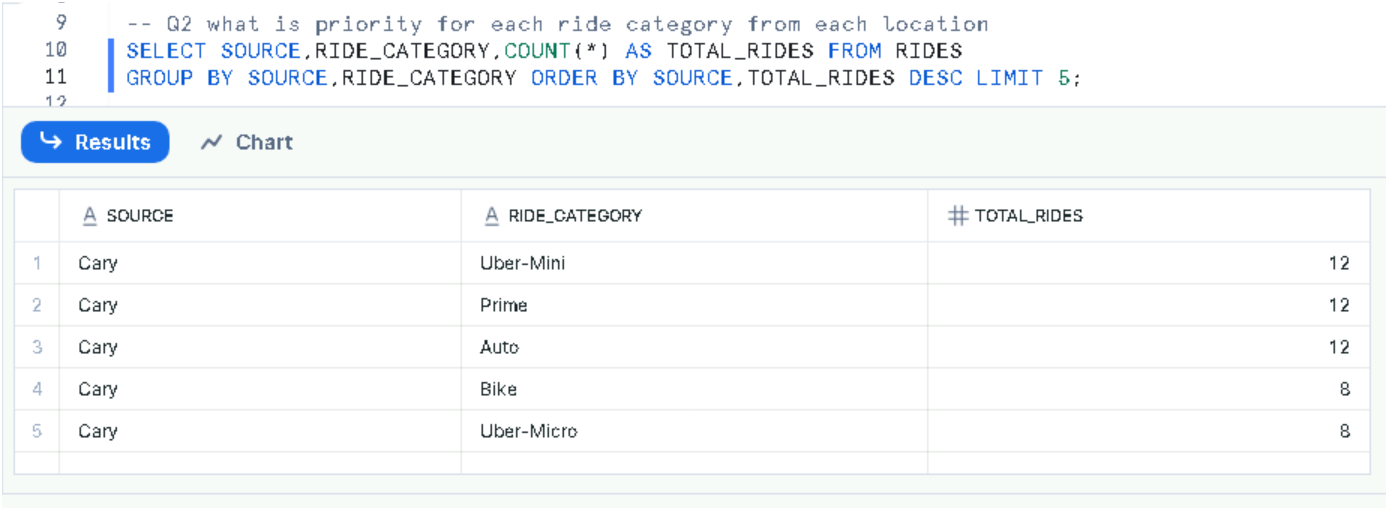 9 -- Q2 what is priority for each ride category from each location
10 SELECT SOURCE,RIDE_CATEGORY,COUNT(*) AS TOTAL_RIDES FROM RIDES
11 GROUP BY SOURCE,RIDE_CATEGORY ORDER BY SOURCE,TOTAL_RIDES DESC LIMIT 5;
12
Results Chart
A SOURCE A RIDE_CATEGORY # TOTAL_RIDES
1 Cary Uber-Mini 12
2 Cary Prime 12
3 Cary Auto 12
4 Cary Bike 8
5 Cary Uber-Micro 8